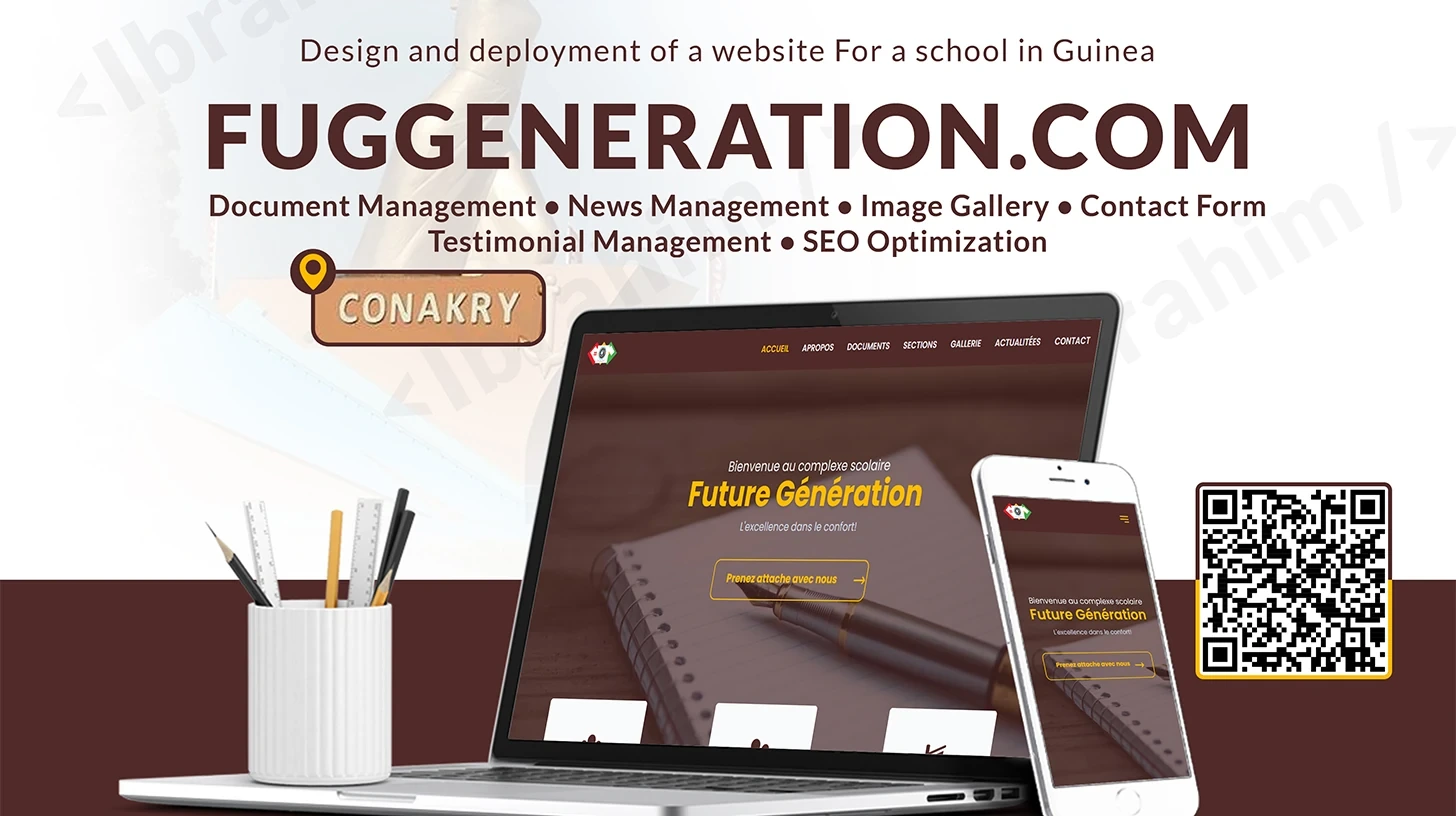 Design and deployment of a website For a school in Guinea
FUGGENERATION.COM
Document Management ● News Management ● Image Gallery ● Contact Form
Testimonial Management ● SEO Optimization
CONAKRY
ACCUEIL APROPOS DOCUMENTS SECTIONS GALLERIE ACTUALITÉES CONTACT
Bienvenue au complexe scolaire
Future Génération
L'excellence dans le confort!
Prenez attache avec nous →
Bienvenue au complexe scolaire
Future Génération
L'excellence dans le confort!
Prenez attache avec nous →
<Ibrahim />
<Ibrahim />